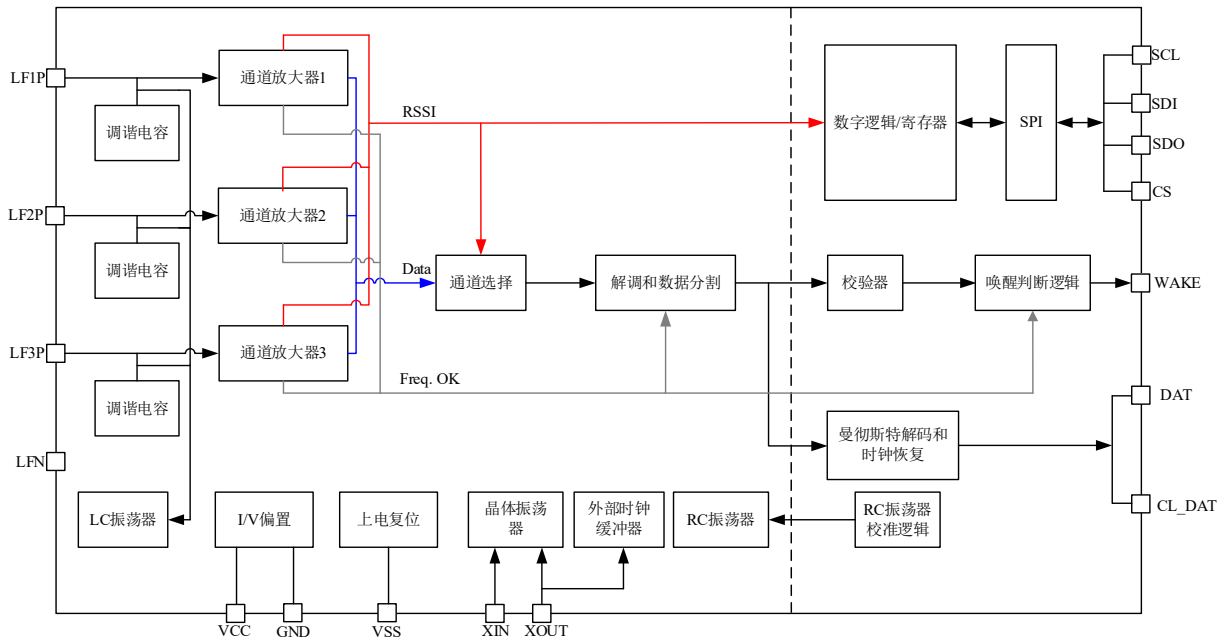 SCL
LF1P
通道放大器1
RSSI
数字逻辑/寄存器
SPI
SDI
调谐电容
SDO
CS
LF2P
通道放大器2
调谐电容
Data
通道选择
解调和数据分割
校验器
唤醒判断逻辑
WAKE
LF3P
通道放大器3
Freq. OK
调谐电容
DAT
曼彻斯特解码和
时钟恢复
LFN
LC振荡器
I/V偏置
上电复位
晶体振荡
器
外部时钟
缓冲器
RC振荡器
RC振荡器
校准逻辑
CL_DAT
VCC
GND
VSS
XIN
XOUT